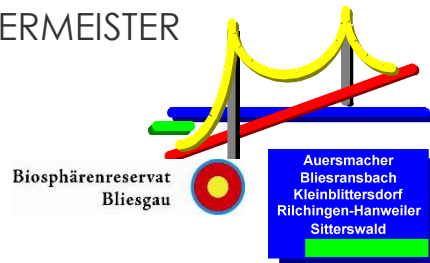 ERMEISTER
Biosphärenreservat
Bliesgau
Auersmacher
Bliesransbach
Kleinblittersdorf
Rilchingen-Hanweiler
Sitterswald